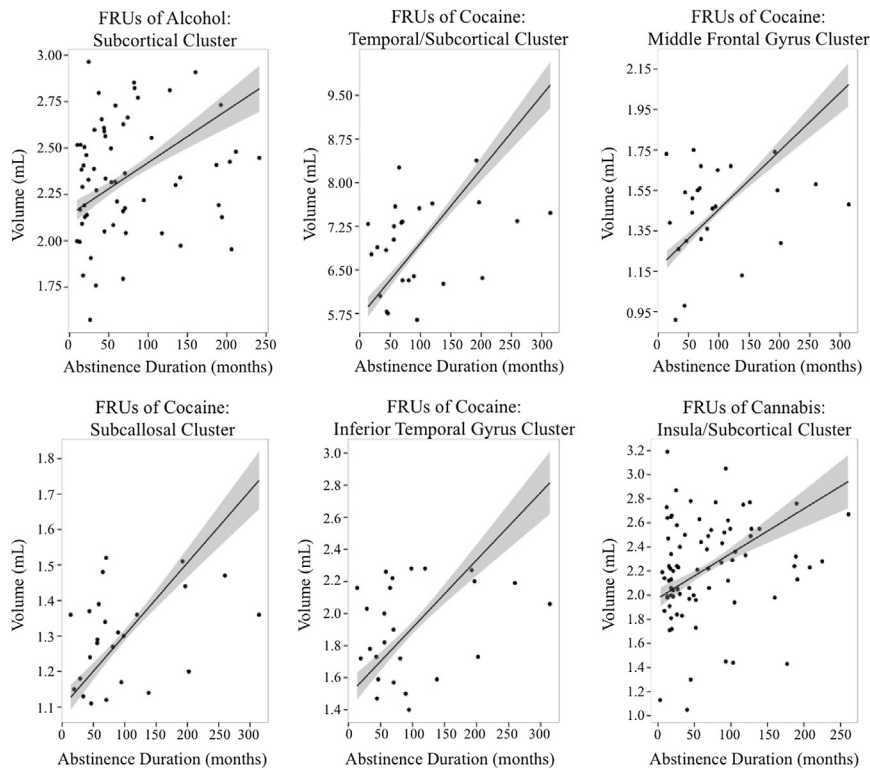 FRUs of Alcohol:
Subcortical Cluster
3.00
2.75
2.50
2.25
2.00
1.75
Volume (mL)
0 50 100 150 200 250
Abstinence Duration (months)
FRUs of Cocaine:
Temporal/Subcortical Cluster
9.50
8.75
8.00
7.25
6.50
5.75
Volume (mL)
0 50 100 150 200 250 300
Abstinence Duration (months)
FRUs of Cocaine:
Middle Frontal Gyrus Cluster
2.15
1.75
1.55
1.35
1.15
0.95
Volume (mL)
0 50 100 150 200 250 300
Abstinence Duration (months)
FRUs of Cocaine:
Subcallosal Cluster
1.8
1.7
1.6
1.5
1.4
1.3
1.2
1.1
Volume (mL)
0 50 100 150 200 250 300
Abstinence Duration (months)
FRUs of Cocaine:
Inferior Temporal Gyrus Cluster
3.0
2.8
2.6
2.4
2.2
2.0
1.8
1.6
1.4
Volume (mL)
0 50 100 150 200 250 300
Abstinence Duration (months)
FRUs of Cannabis:
Insula/Subcortical Cluster
3.2
3.0
2.8
2.6
2.4
2.2
2.0
1.8
1.6
1.4
1.2
1.0
Volume (mL)
0 50 100 150 200 250
Abstinence Duration (months)